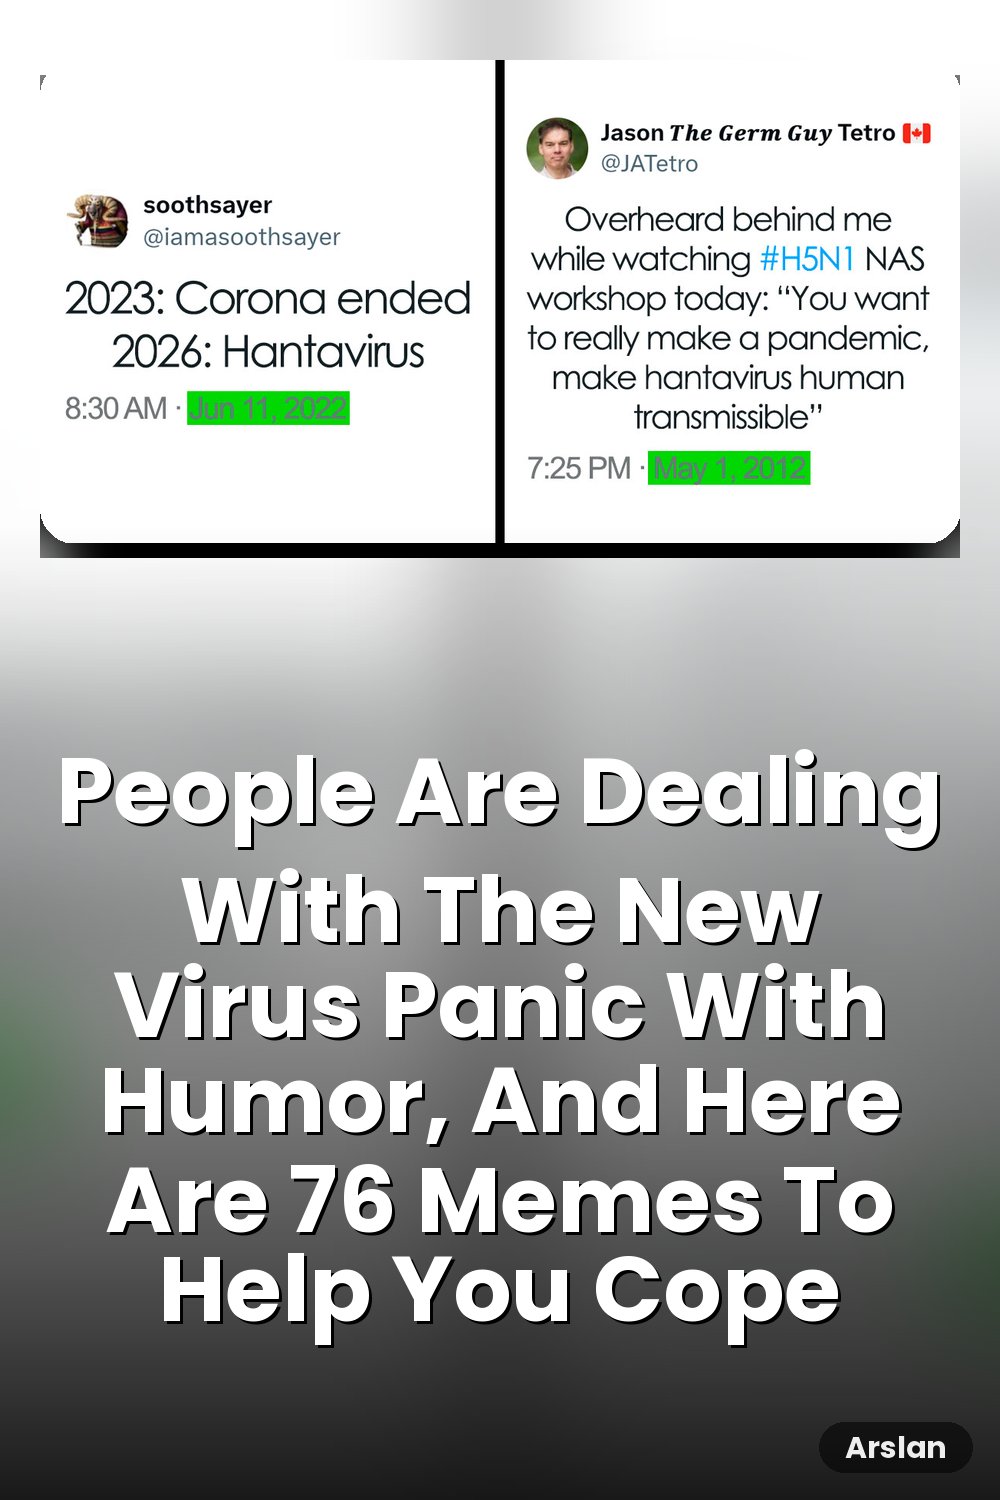 soothsayer
@iamasoothsayer
2023: Corona ended
2026: Hantavirus
8:30 AM · Jun 11, 2022
Jason The Germ Guy Tetro 🇨🇦
@JATetro
Overheard behind me
while watching #H5N1 NAS
workshop today: “You want
to really make a pandemic,
make hantavirus human
transmissible”
7:25 PM · May 1, 2012
People Are Dealing
With The New
Virus Panic With
Humor, And Here
Are 76 Memes To
Help You Cope
Arslan